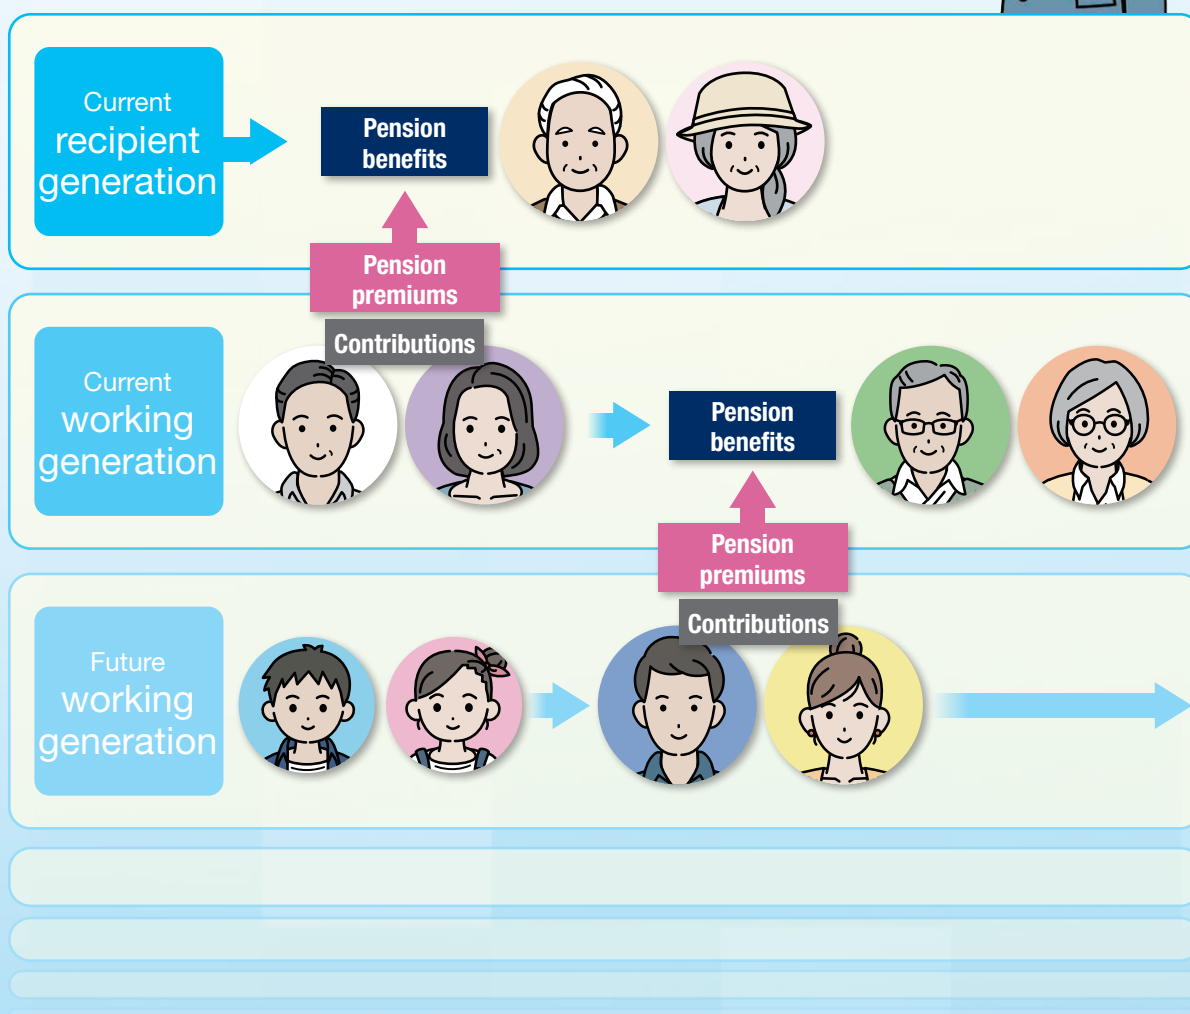 Current
recipient
generation
Pension
benefits
Pension
premiums
Contributions
Current
working
generation
Pension
benefits
Pension
premiums
Contributions
Future
working
generation